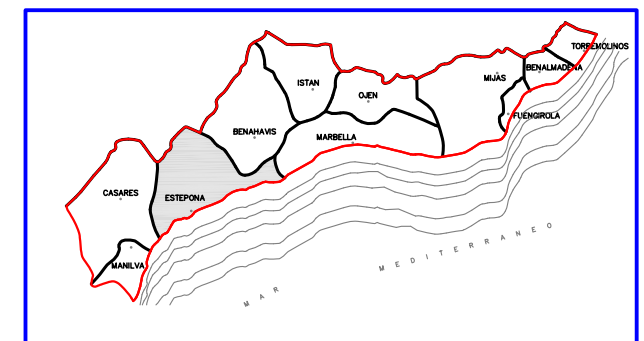 TORREMOLINOS
BENALMADENA
MIJAS
ISTAN
OJEN
FUENGIROLA
BENAHAVIS
MARBELLA
CASARES
ESTEPONA
MANILVA
MAR MEDITERRANEO